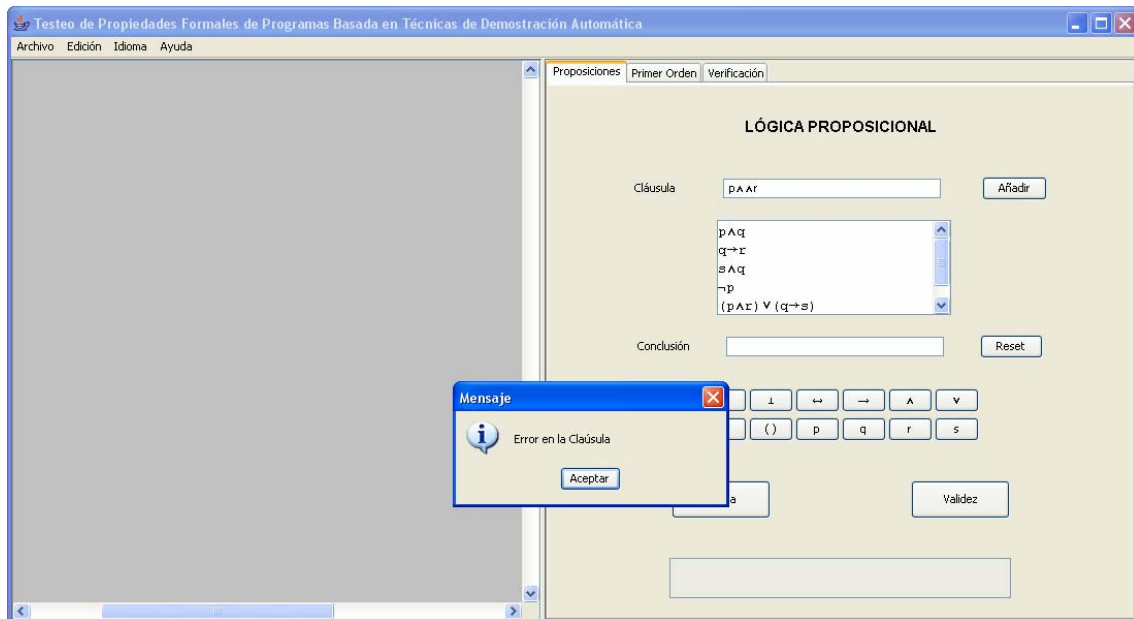 Testeo de Propiedades Formales de Programas Basada en Técnicas de Demostración Automática
Archivo Edición Idioma Ayuda
Proposiciones Primer Orden Verificación
LÓGICA PROPOSICIONAL
Cláusula p∧∧r Añadir
p∧q
q→r
s∧q
¬p
(p∧r)∨(q→s)
Conclusión Reset
Mensaje
⊥ ↔ → ∧ ∨
() p q r s
Error en la Claúsula
Aceptar
a Validez